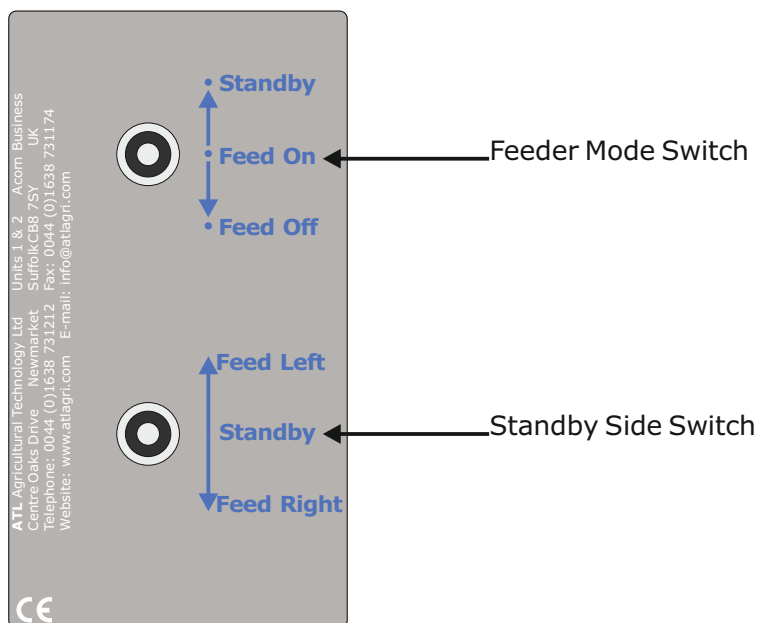 Standby
Feed On
Feed Off
Feeder Mode Switch
Feed Left
Standby
Feed Right
Standby Side Switch
ATL Agricultural Technology Ltd Units 1 & 2 Acorn Business
Centre Oaks Drive Newmarket SuffolkCB8 7SY UK
Telephone: 0044 (0)1638 731212 Fax: 0044 (0)1638 731174
Website: www.atlagri.com E-mail: info@atlagri.com
CE